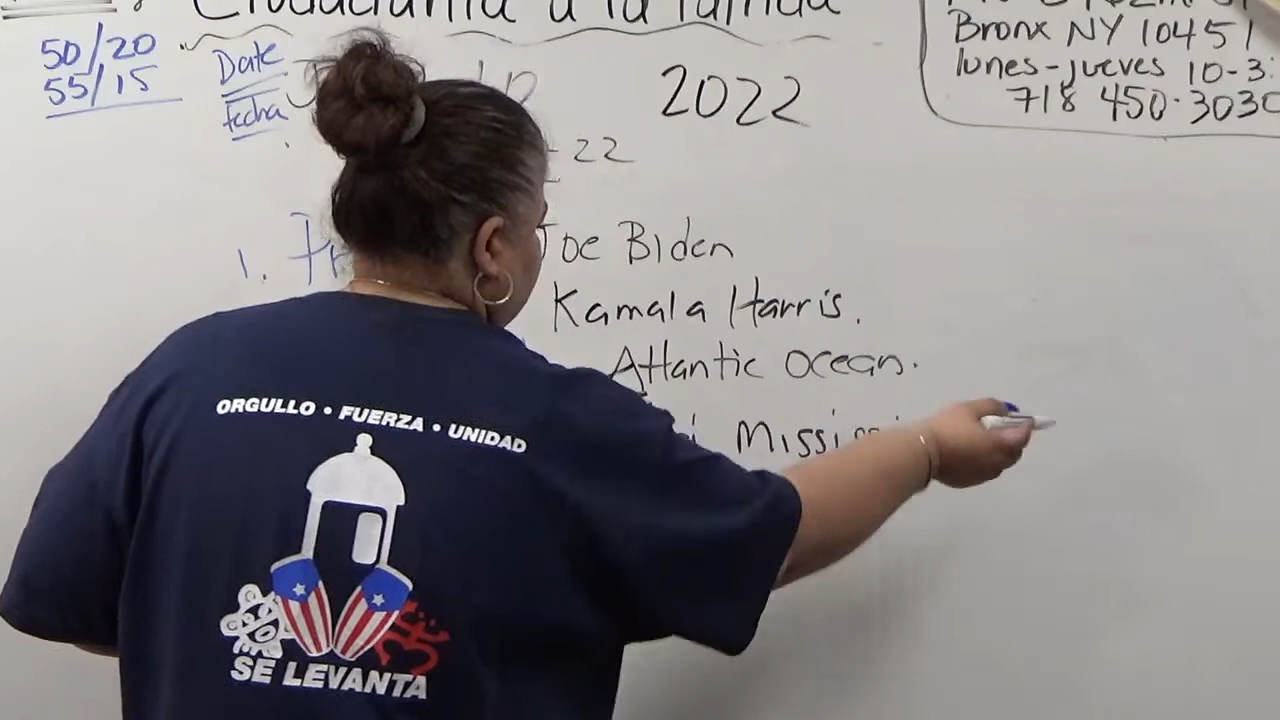 Ciudadanía a la
50/20
55/15
Date
Fecha
2022
22
Bronx NY 10451
lunes-jueves 10-3:
718 450-3030
1.
Joe Biden
Kamala Harris.
Atlantic Ocean.
ORGULLO • FUERZA • UNIDAD
SE LEVANTA